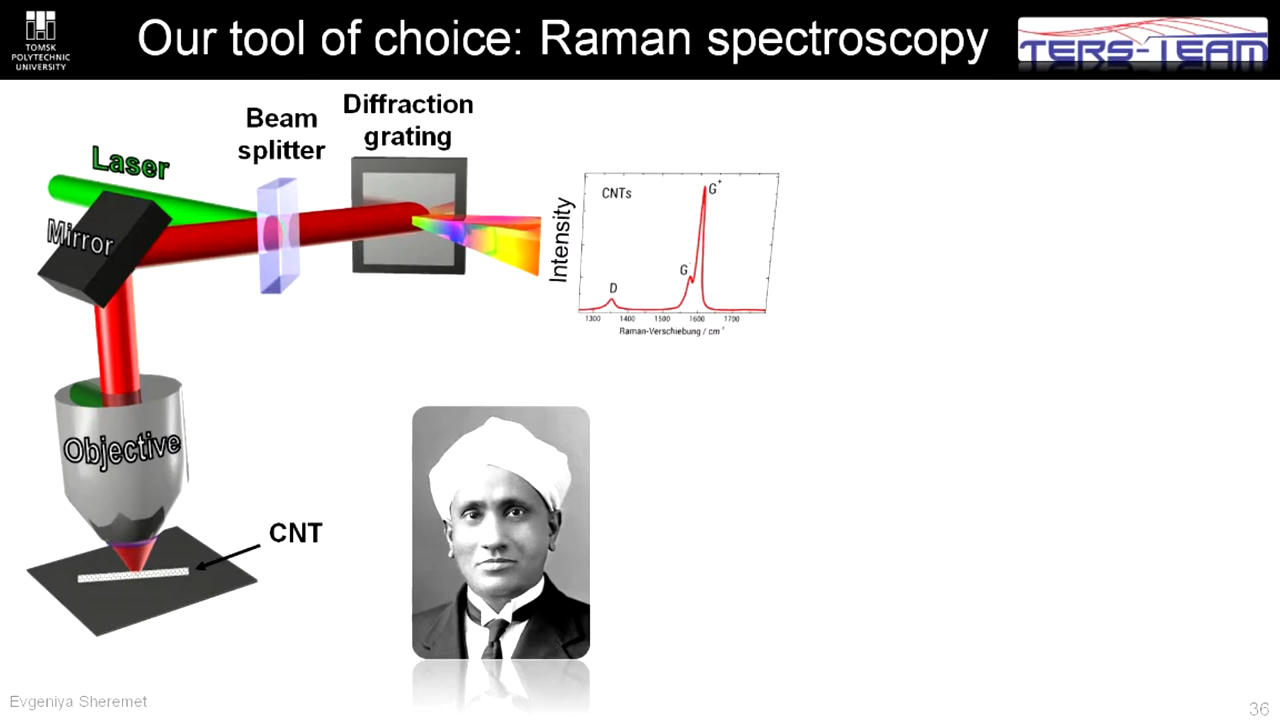 TOMSK
POLYTECHNIC
UNIVERSITY
Our tool of choice: Raman spectroscopy
TERS-TEAM
Laser
Mirror
Beam
splitter
Diffraction
grating
Intensity
CNTs
G+
G-
D
1300 1400 1500 1600 1700
Raman-Verschiebung / cm-1
Objective
CNT
Evgeniya Sheremet
36